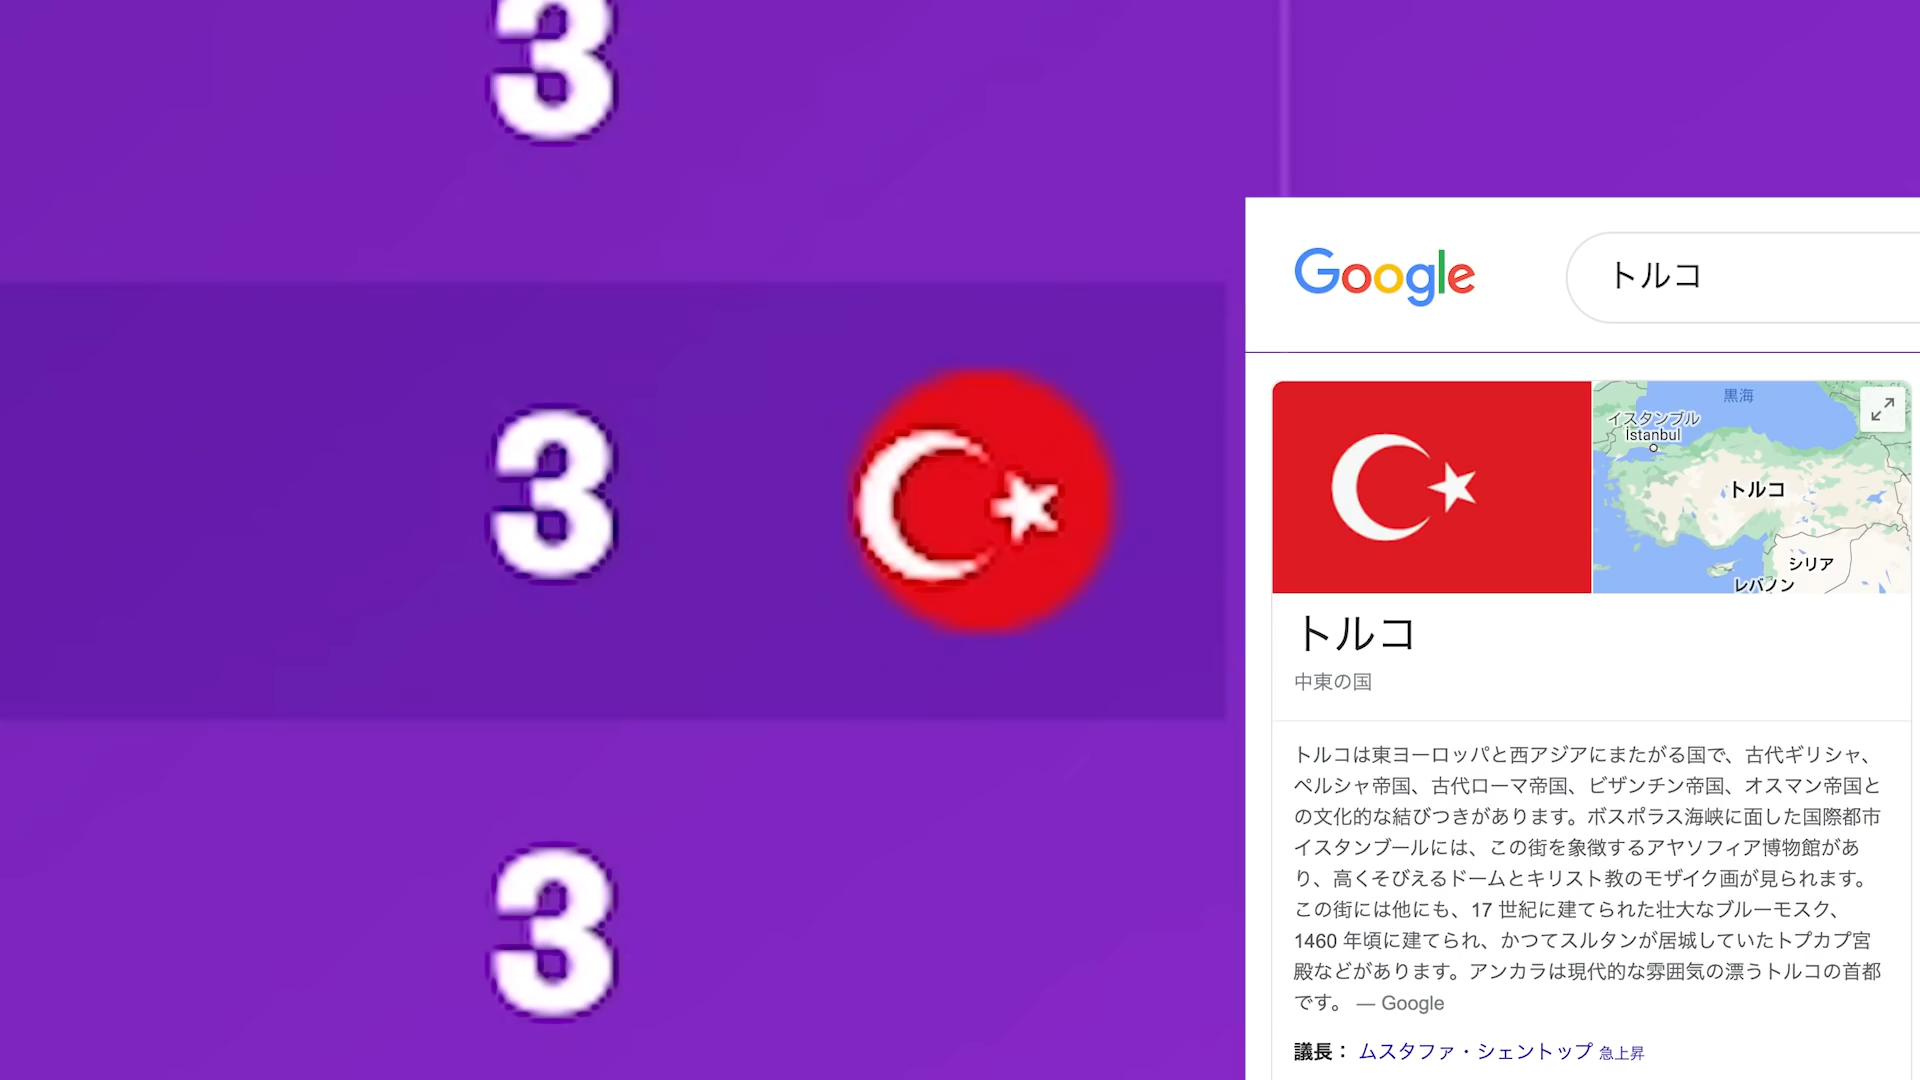 3
3
3
Google
トルコ
黒海
イスタンブル
İstanbul
トルコ
シリア
レバノン
トルコ
中東の国
トルコは東ヨーロッパと西アジアにまたがる国で、古代ギリシャ、
ペルシャ帝国、古代ローマ帝国、ビザンチン帝国、オスマン帝国と
の文化的な結びつきがあります。ボスポラス海峡に面した国際都市
イスタンブールには、この街を象徴するアヤソフィア博物館があ
り、高くそびえるドームとキリスト教のモザイク画が見られます。
この街には他にも、17 世紀に建てられた壮大なブルーモスク、
1460 年頃に建てられ、かつてスルタンが居城していたトプカプ宮
殿などがあります。アンカラは現代的な雰囲気の漂うトルコの首都
です。 — Google
議長： ムスタファ・シェントップ 急上昇